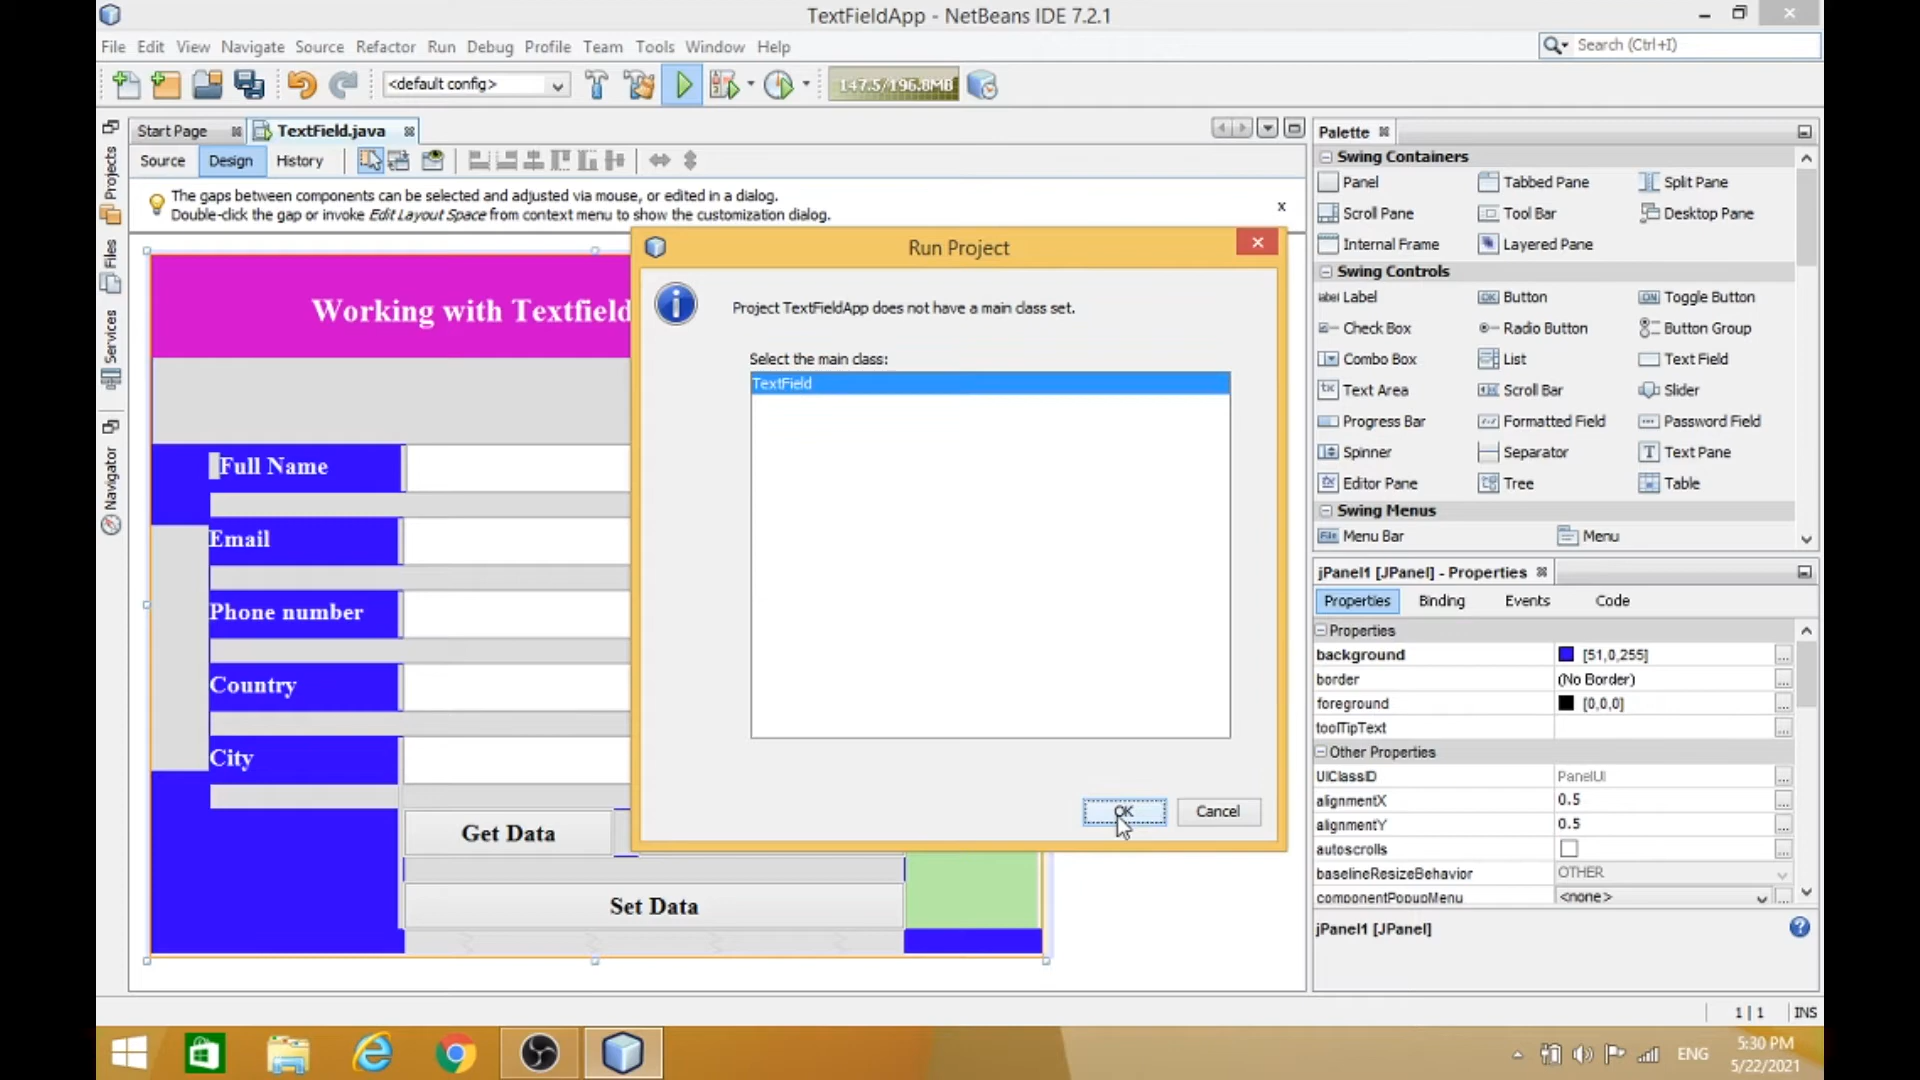 TextFieldApp - NetBeans IDE 7.2.1
File Edit View Navigate Source Refactor Run Debug Profile Team Tools Window Help
Search (Ctrl+I)
<default config>
147.5/196.8MB
Start Page
TextField.java
Source Design History
The gaps between components can be selected and adjusted via mouse, or edited in a dialog.
Double-click the gap or invoke Edit Layout Space from context menu to show the customization dialog.
x
Projects
Files
Services
Navigator
Working with Textfield
Full Name
Email
Phone number
Country
City
Get Data
Set Data
Run Project
Project TextFieldApp does not have a main class set.
Select the main class:
TextField
OK
Cancel
Palette
Swing Containers
Panel Tabbed Pane Split Pane
Scroll Pane Tool Bar Desktop Pane
Internal Frame Layered Pane
Swing Controls
label Label OK Button ON Toggle Button
Check Box Radio Button Button Group
Combo Box List Text Field
Text Area Scroll Bar Slider
Progress Bar Formatted Field Password Field
Spinner Separator Text Pane
Editor Pane Tree Table
Swing Menus
File Menu Bar Menu
jPanel1 [JPanel] - Properties
Properties Binding Events Code
Properties
background [51,0,255] ...
border (No Border) ...
foreground [0,0,0] ...
toolTipText ...
Other Properties
UIClassID PanelUI ...
alignmentX 0.5 ...
alignmentY 0.5 ...
autoscrolls ...
baselineResizeBehavior OTHER
componentPopupMenu <none> ...
jPanel1 [JPanel]
1 | 1 INS
ENG
5:30 PM
5/22/2021